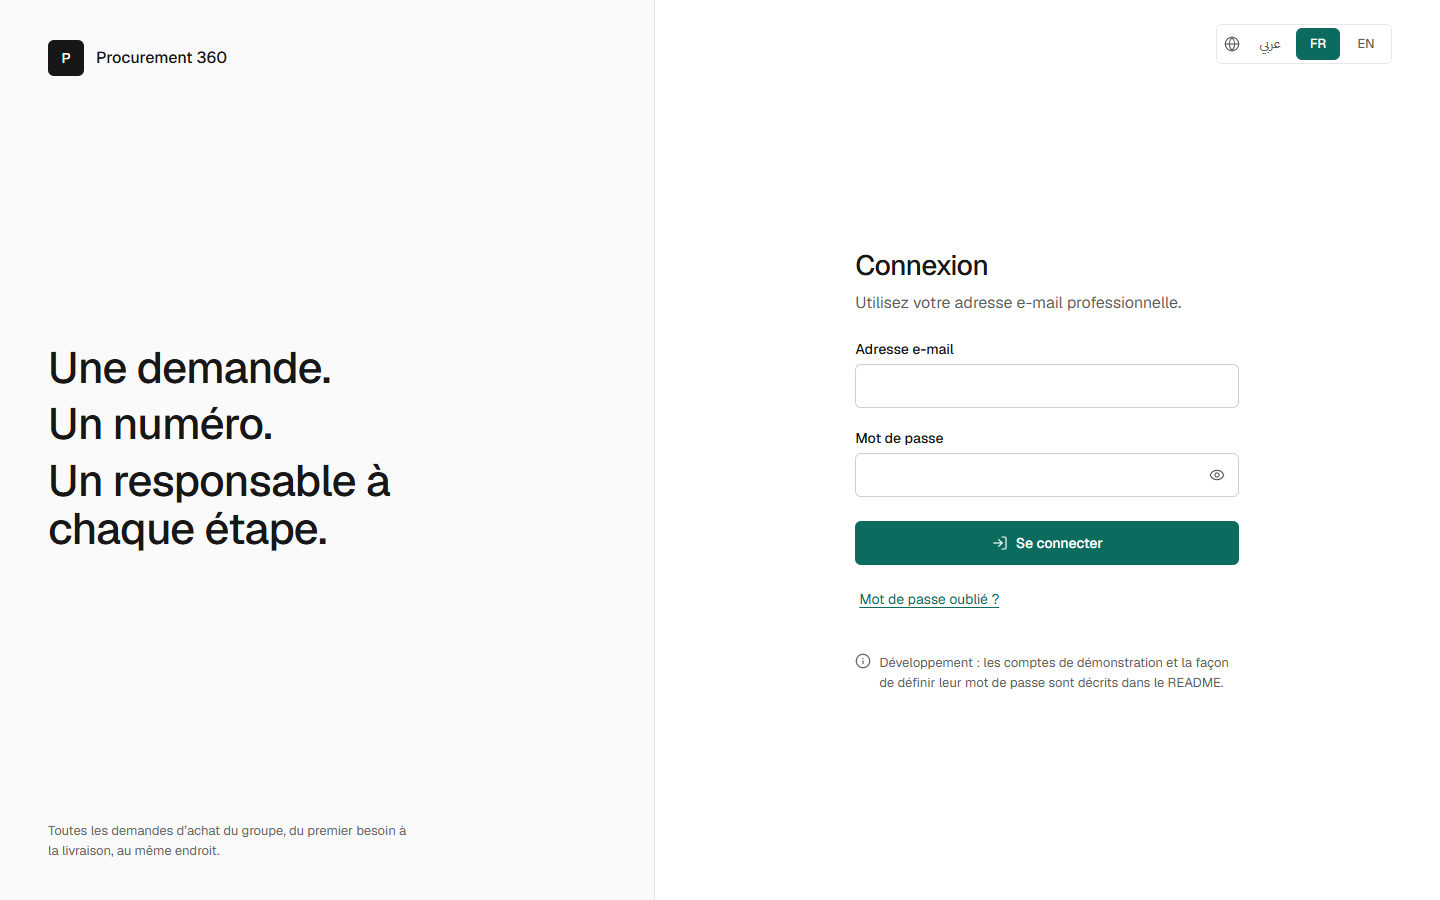 P
Procurement 360
عربي
FR
EN
Une demande.
Un numéro.
Un responsable à
chaque étape.
Toutes les demandes d’achat du groupe, du premier besoin à
la livraison, au même endroit.
Connexion
Utilisez votre adresse e-mail professionnelle.
Adresse e-mail
Mot de passe
Se connecter
Mot de passe oublié ?
Développement : les comptes de démonstration et la façon
de définir leur mot de passe sont décrits dans le README.